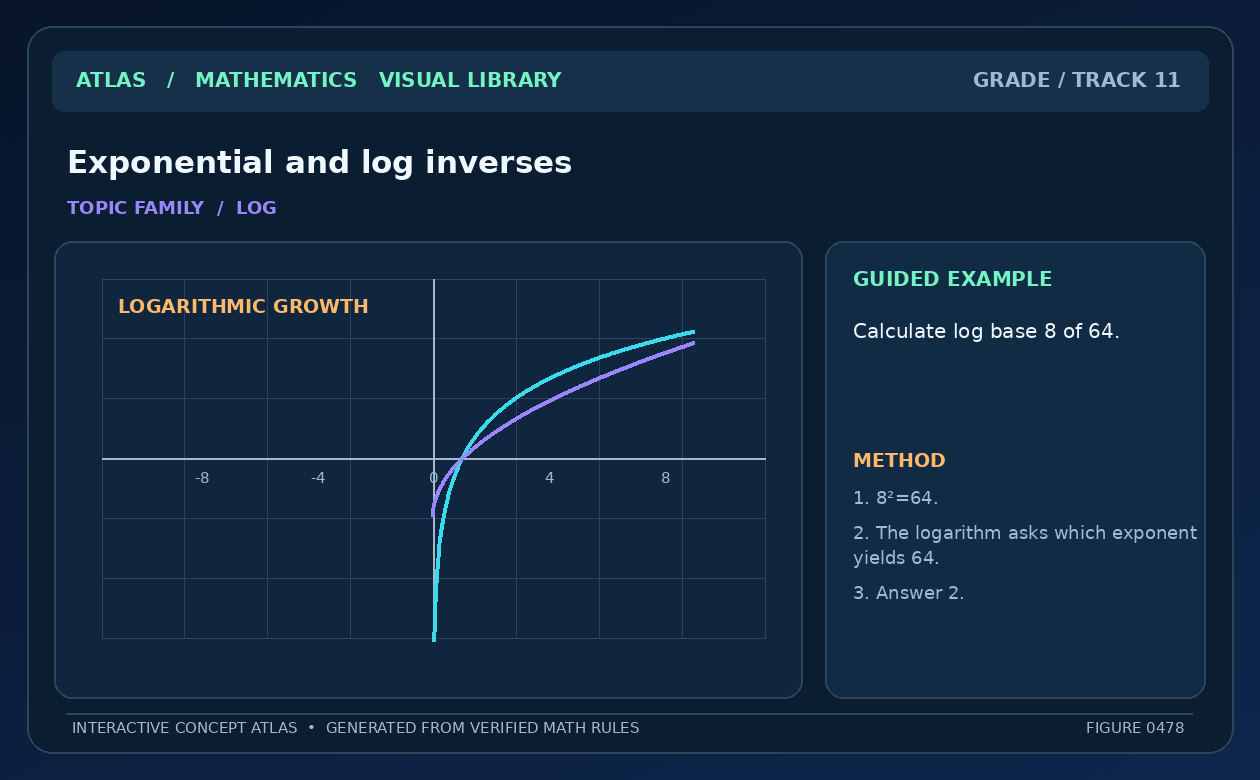 ATLAS / MATHEMATICS VISUAL LIBRARY
GRADE / TRACK 11
Exponential and log inverses
TOPIC FAMILY / LOG
LOGARITHMIC GROWTH
-8 -4 0 4 8
GUIDED EXAMPLE
Calculate log base 8 of 64.
METHOD
1. 8²=64.
2. The logarithm asks which exponent
yields 64.
3. Answer 2.
INTERACTIVE CONCEPT ATLAS • GENERATED FROM VERIFIED MATH RULES
FIGURE 0478